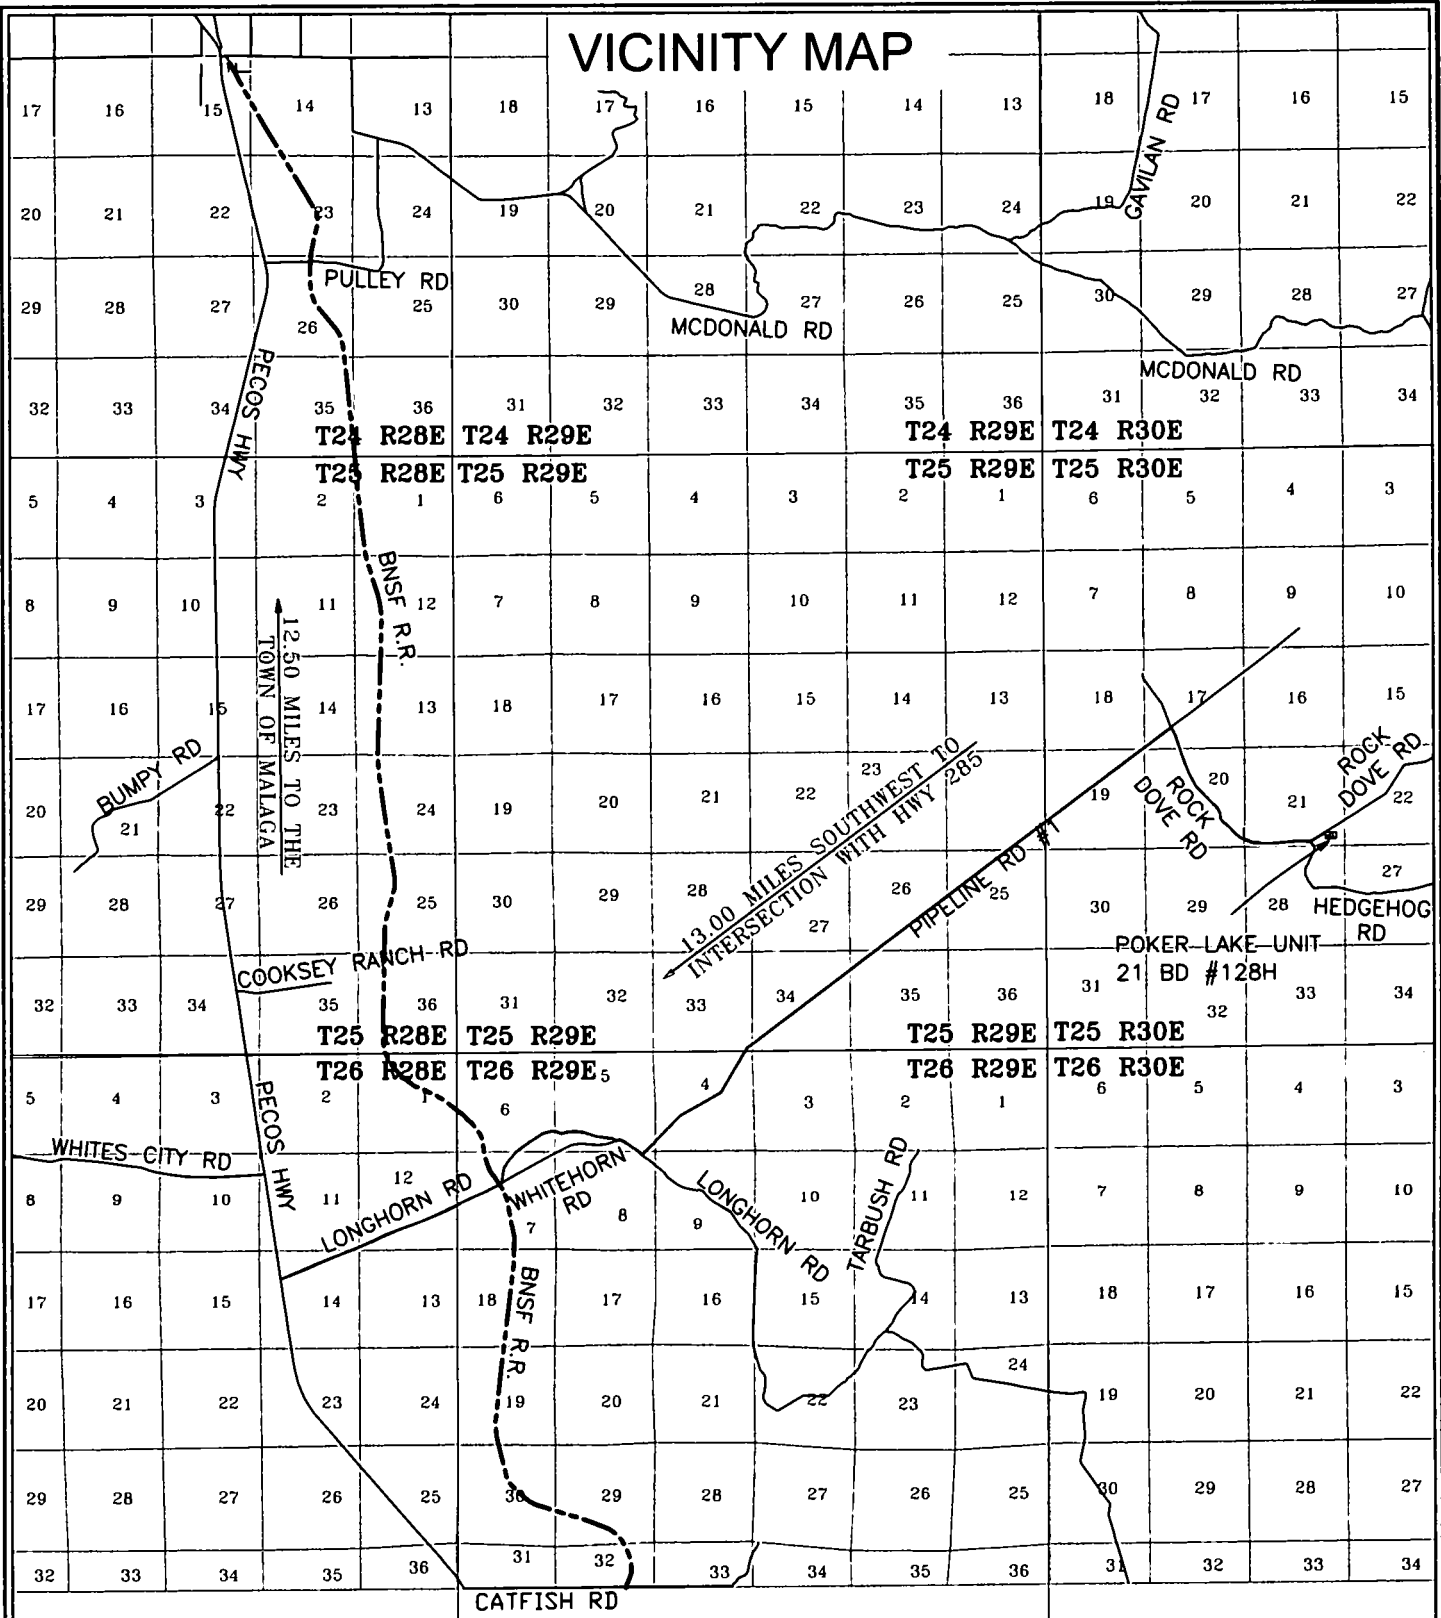 VICINITY MAP
17 16 15 14 13 18 17 16 15 14 13 18 17 16 15
GAVILAN RD
20 21 22 23 24 19 20 21 22 23 24 19 20 21 22
PULLEY RD
29 28 27 26 25 30 29 28 27 26 25 30 29 28 27
MCDONALD RD
MCDONALD RD
PECOS HWY
32 33 34 35 36 31 32 33 34 35 36 31 32 33 34
T24 R28E T24 R29E
T24 R29E T24 R30E
T25 R28E T25 R29E
T25 R29E T25 R30E
5 4 3 2 1 6 5 4 3 2 1 6 5 4 3
BNSF R.R.
8 9 10 11 12 7 8 9 10 11 12 7 8 9 10
12.50 MILES TO THE
TOWN OF MALAGA
17 16 15 14 13 18 17 16 15 14 13 18 17 16 15
BUMPY RD
ROCK
DOVE RD
ROCK
DOVE RD
20 21 22 23 24 19 20 21 22 23 19 20 21 22
13.00 MILES SOUTHWEST TO
INTERSECTION WITH HWY 285
PIPELINE RD #1
29 28 27 26 25 30 29 28 27 26 25 30 29 28 27
HEDGEHOG
RD
POKER LAKE UNIT
21 BD #128H
COOKSEY RANCH RD
32 33 34 35 36 31 32 33 34 35 36 31 32 33 34
T25 R28E T25 R29E
T25 R29E T25 R30E
T26 R28E T26 R29E
T26 R29E T26 R30E
5 4 3 2 1 6 5 4 3 2 1 6 5 4 3
PECOS HWY
WHITES CITY RD
LONGHORN RD
WHITEHORN
RD
LONGHORN RD
TARBUSH RD
8 9 10 11 12 7 8 9 10 11 12 7 8 9 10
BNSF R.R.
17 16 15 14 13 18 17 16 15 14 13 18 17 16 15
20 21 22 23 24 19 20 21 22 23 24 19 20 21 22
29 28 27 26 25 30 29 28 27 26 25 30 29 28 27
32 33 34 35 36 31 32 33 34 35 36 31 32 33 34
CATFISH RD